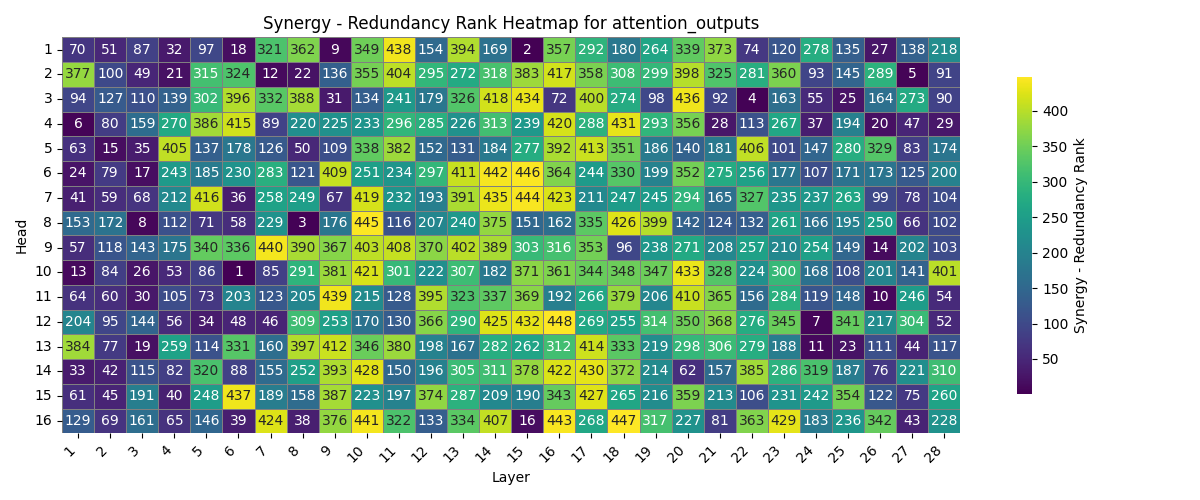 Synergy - Redundancy Rank Heatmap for attention_outputs
1 70 51 87 32 97 18 321 362 9 349 438 154 394 169 2 357 292 180 264 339 373 74 120 278 135 27 138 218
2 377 100 49 21 315 324 12 22 136 355 404 295 272 318 383 417 358 308 299 398 325 281 360 93 145 289 5 91
3 94 127 110 139 302 396 332 388 31 134 241 179 326 418 434 72 400 274 98 436 92 4 163 55 25 164 273 90
4 6 80 159 270 386 415 89 220 225 233 296 285 226 313 239 420 288 431 293 356 28 113 267 37 194 20 47 29
5 63 15 35 405 137 178 126 50 109 338 382 152 131 184 277 392 413 351 186 140 181 406 101 147 280 329 83 174
6 24 79 17 243 185 230 283 121 409 251 234 297 411 442 446 364 244 330 199 352 275 256 177 107 171 173 125 200
7 41 59 68 212 416 36 258 249 67 419 232 193 391 435 444 423 211 247 245 294 165 327 235 237 263 99 78 104
8 153 172 8 112 71 58 229 3 176 445 116 207 240 375 151 162 335 426 399 142 124 132 261 166 195 250 66 102
9 57 118 143 175 340 336 440 390 367 403 408 370 402 389 303 316 353 96 238 271 208 257 210 254 149 14 202 103
10 13 84 26 53 86 1 85 291 381 421 301 222 307 182 371 361 344 348 347 433 328 224 300 168 108 201 141 401
11 64 60 30 105 73 203 123 205 439 215 128 395 323 337 369 192 266 379 206 410 365 156 284 119 148 10 246 54
12 204 95 144 56 34 48 46 309 253 170 130 366 290 425 432 448 269 255 314 350 368 276 345 7 341 217 304 52
13 384 77 19 259 114 331 160 397 412 346 380 198 167 282 262 312 414 333 219 298 306 279 188 11 23 111 44 117
14 33 42 115 82 320 88 155 252 393 428 150 196 305 311 378 422 430 372 214 62 157 385 286 319 187 76 221 310
15 61 45 191 40 248 437 189 158 387 223 197 374 287 209 190 343 427 265 216 359 213 106 231 242 354 122 75 260
16 129 69 161 65 146 39 424 38 376 441 322 133 334 407 16 443 268 447 317 227 81 363 429 183 236 342 43 228
1 2 3 4 5 6 7 8 9 10 11 12 13 14 15 16 17 18 19 20 21 22 23 24 25 26 27 28
Layer
Head
400
350
300
250
200
150
100
50
Synergy - Redundancy Rank